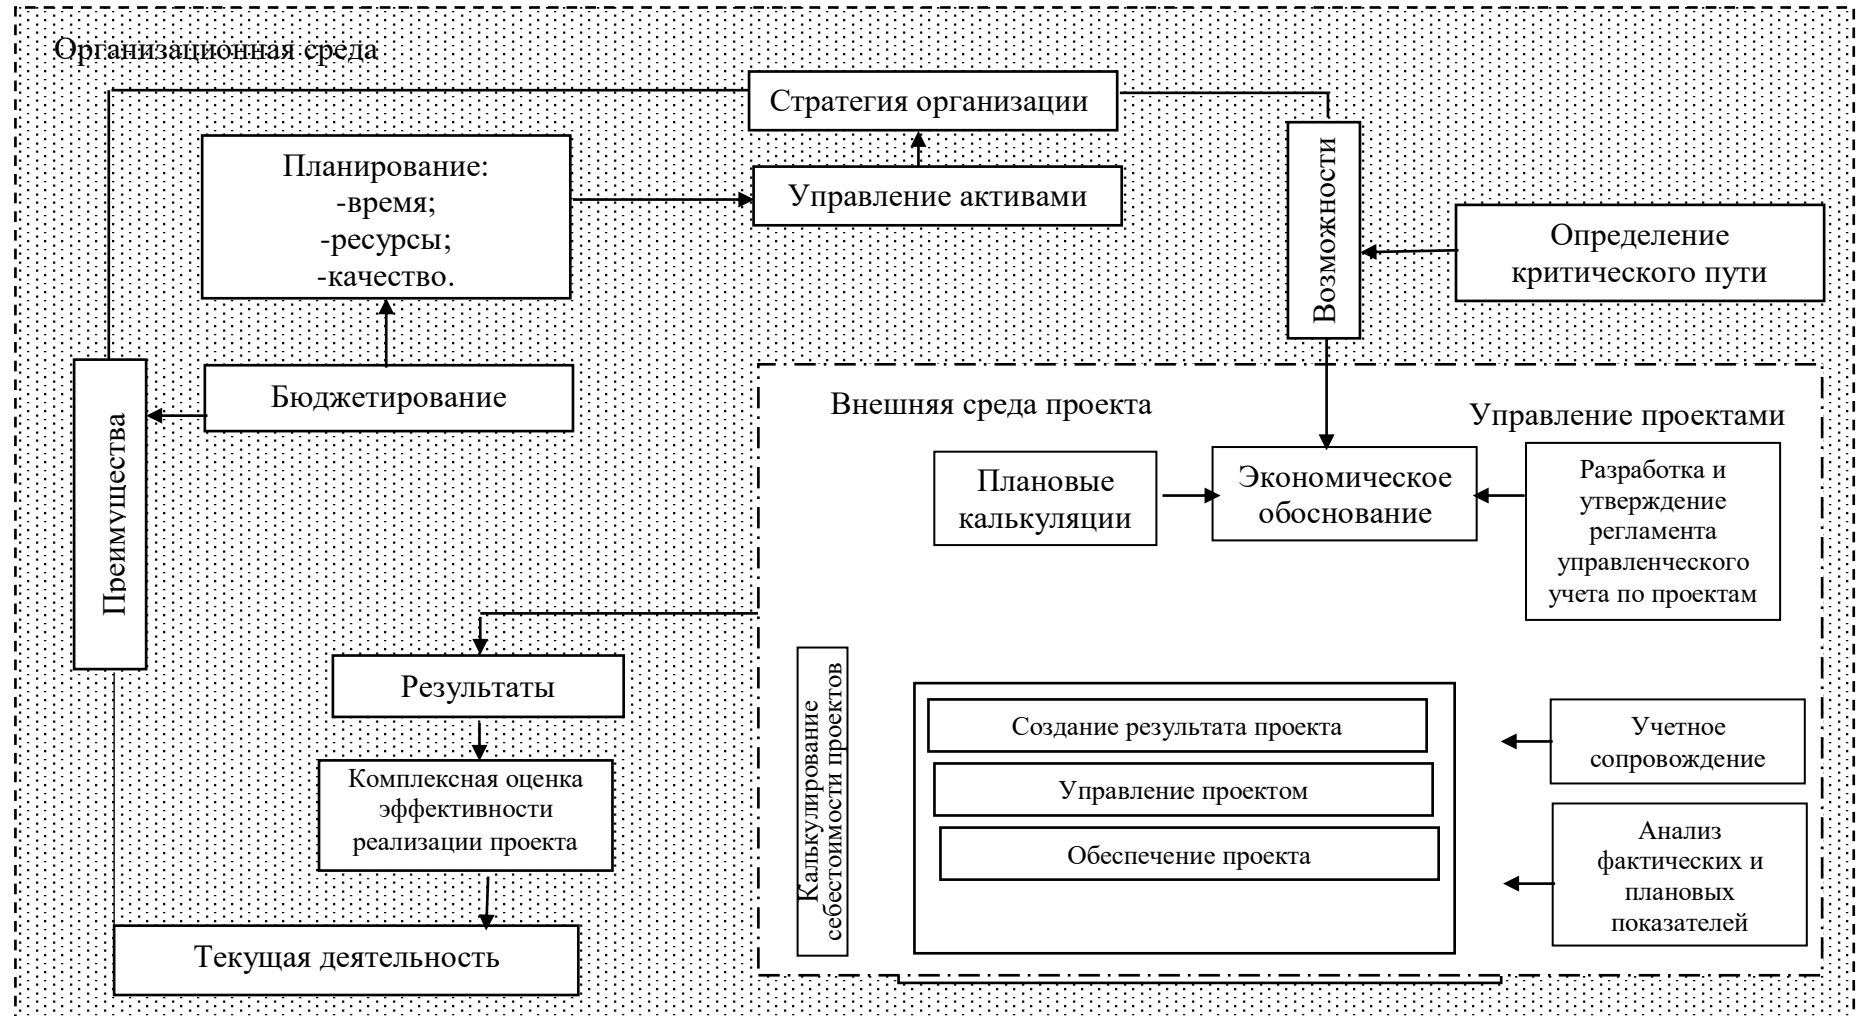 Организационная среда
Стратегия организации
Планирование:
-время;
-ресурсы;
-качество.
Управление активами
Возможности
Определение
критического пути
Бюджетирование
Преимущества
Внешняя среда проекта
Управление проектами
Плановые
калькуляции
Экономическое
обоснование
Разработка и
утверждение
регламента
управленческого
учета по проектам
Результаты
Комплексная оценка
эффективности
реализации проекта
Текущая деятельность
Калькулирование
себестоимости проектов
Создание результата проекта
Управление проектом
Обеспечение проекта
Учетное
сопровождение
Анализ
фактических и
плановых
показателей